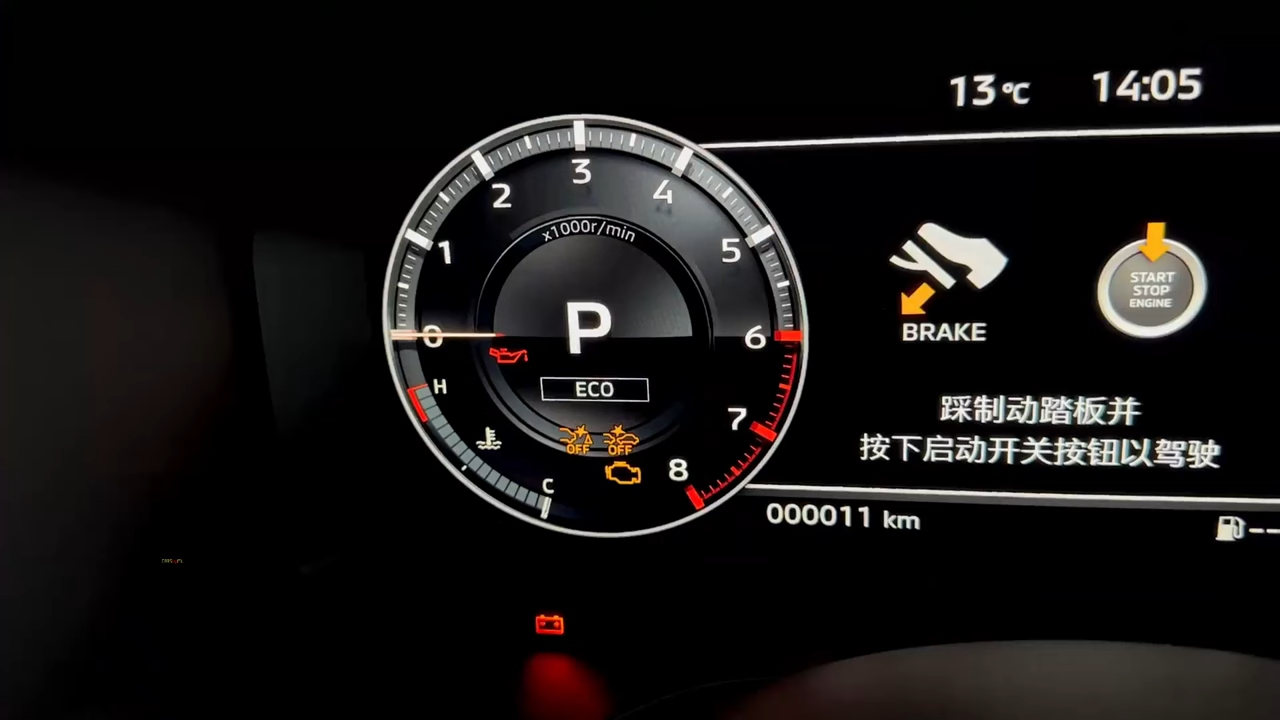 13°C 14:05
3
2
4
x1000r/min
1
5
START
STOP
ENGINE
P
0
6
BRAKE
H
ECO
7
踩制动踏板并
OFF OFF
按下启动开关按钮以驾驶
8
C
000011 km
--